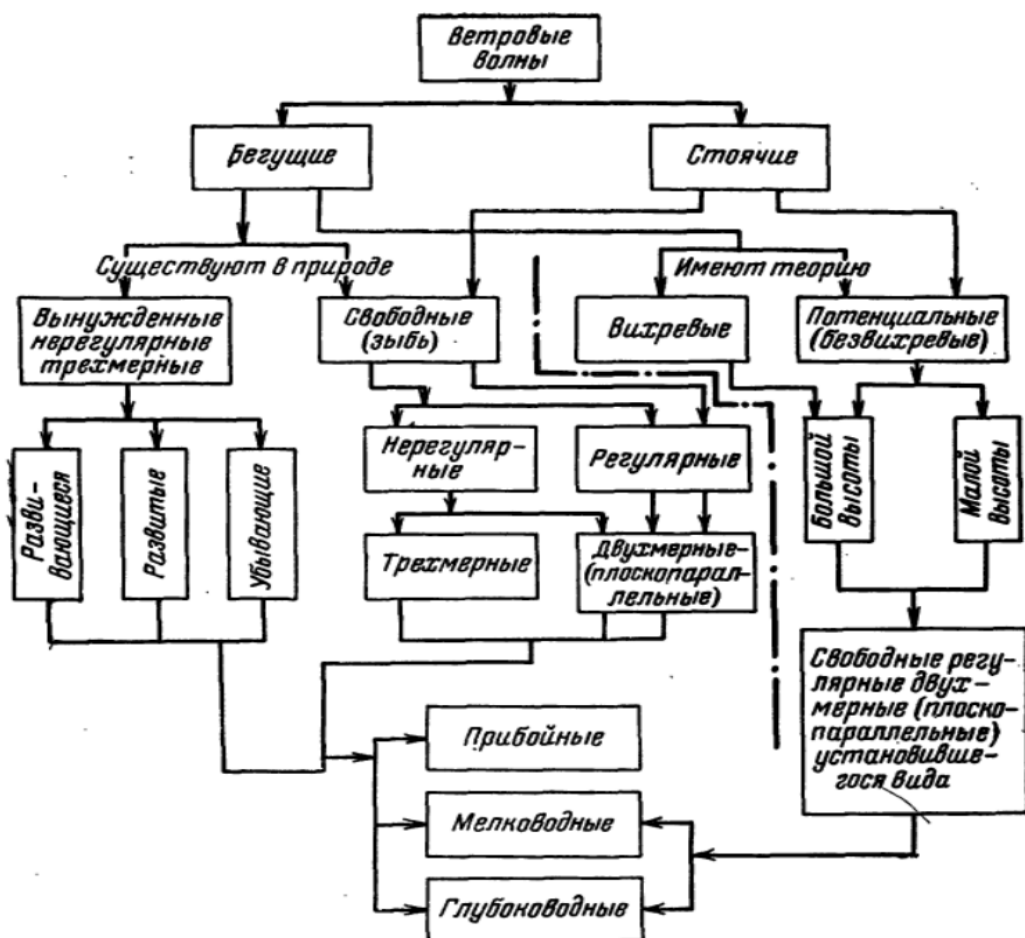 Ветровые
волны
Бегущие
Стоячие
Существуют в природе
Имеют теорию
Вынужденные
нерегулярные
трехмерные
Свободные
(зыбь)
Вихревые
Потенциальные
(безвихревые)
Разви-
вающиеся
Развитые
Убывающие
Нерегуляр-
ные
Регулярные
Большой
высоты
Малой
высоты
Трехмерные
Двухмерные-
(плоскопарал-
лельные)
Свободные регу-
лярные двух-
мерные (плоско-
параллельные)
установивше-
гося вида
Прибойные
Мелководные
Глубоководные